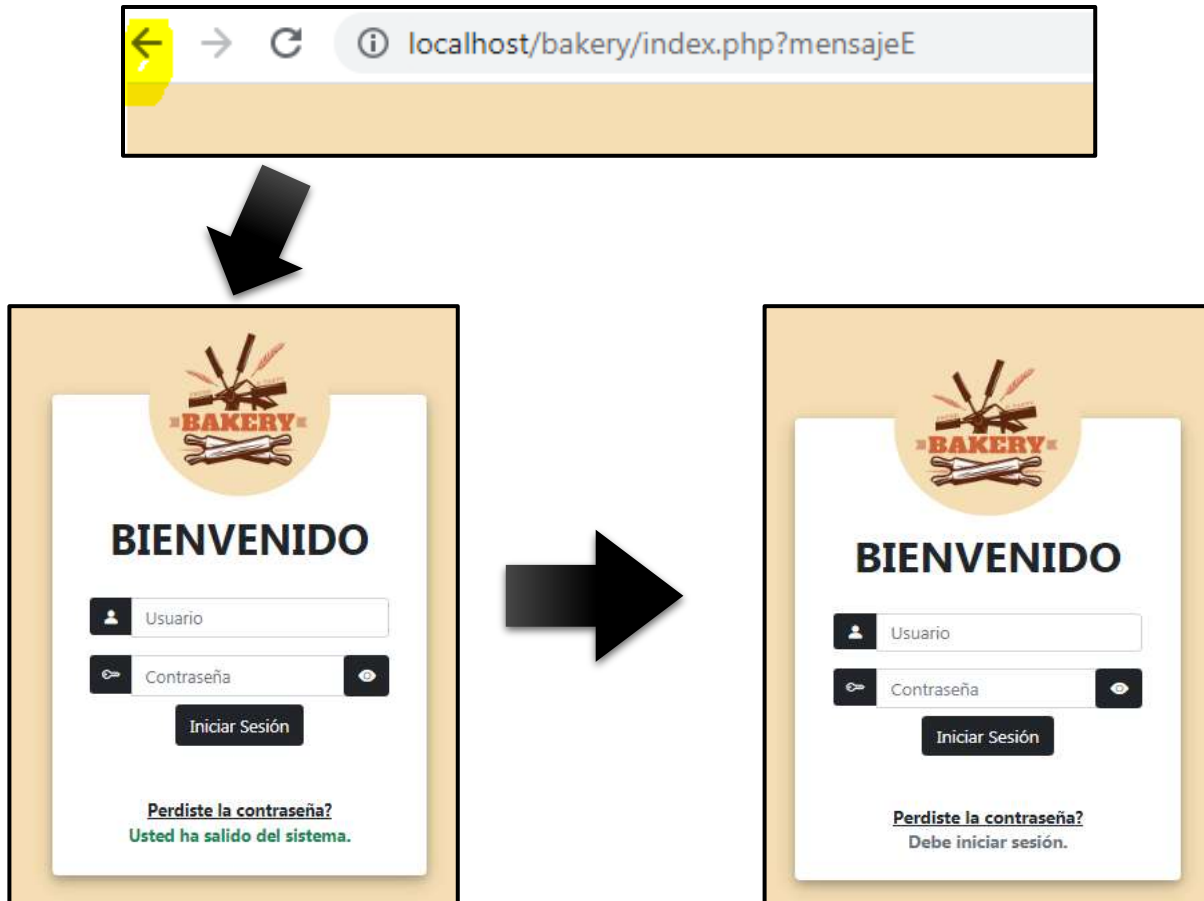 localhost/bakery/index.php?mensajeE
BAKERY
BIENVENIDO
Usuario
Contraseña
Iniciar Sesión
Perdiste la contraseña?
Usted ha salido del sistema.
BAKERY
BIENVENIDO
Usuario
Contraseña
Iniciar Sesión
Perdiste la contraseña?
Debe iniciar sesión.